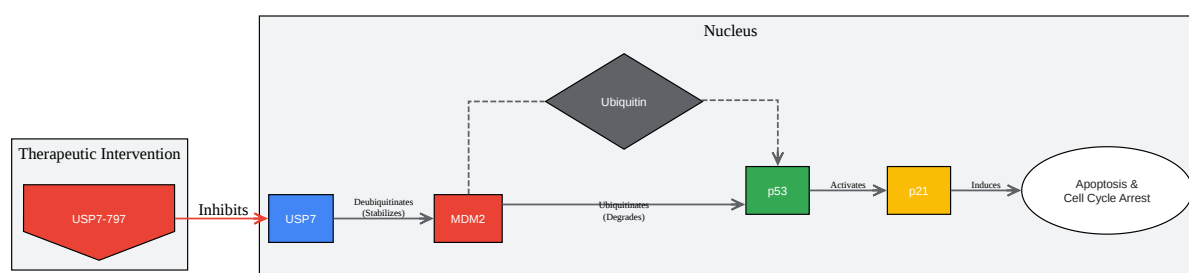 Nucleus
Ubiquitin
Therapeutic Intervention
USP7-797
Inhibits
USP7
Deubiquitinates
(Stabilizes)
MDM2
Ubiquitinates
(Degrades)
p53
Activates
p21
Induces
Apoptosis &
Cell Cycle Arrest